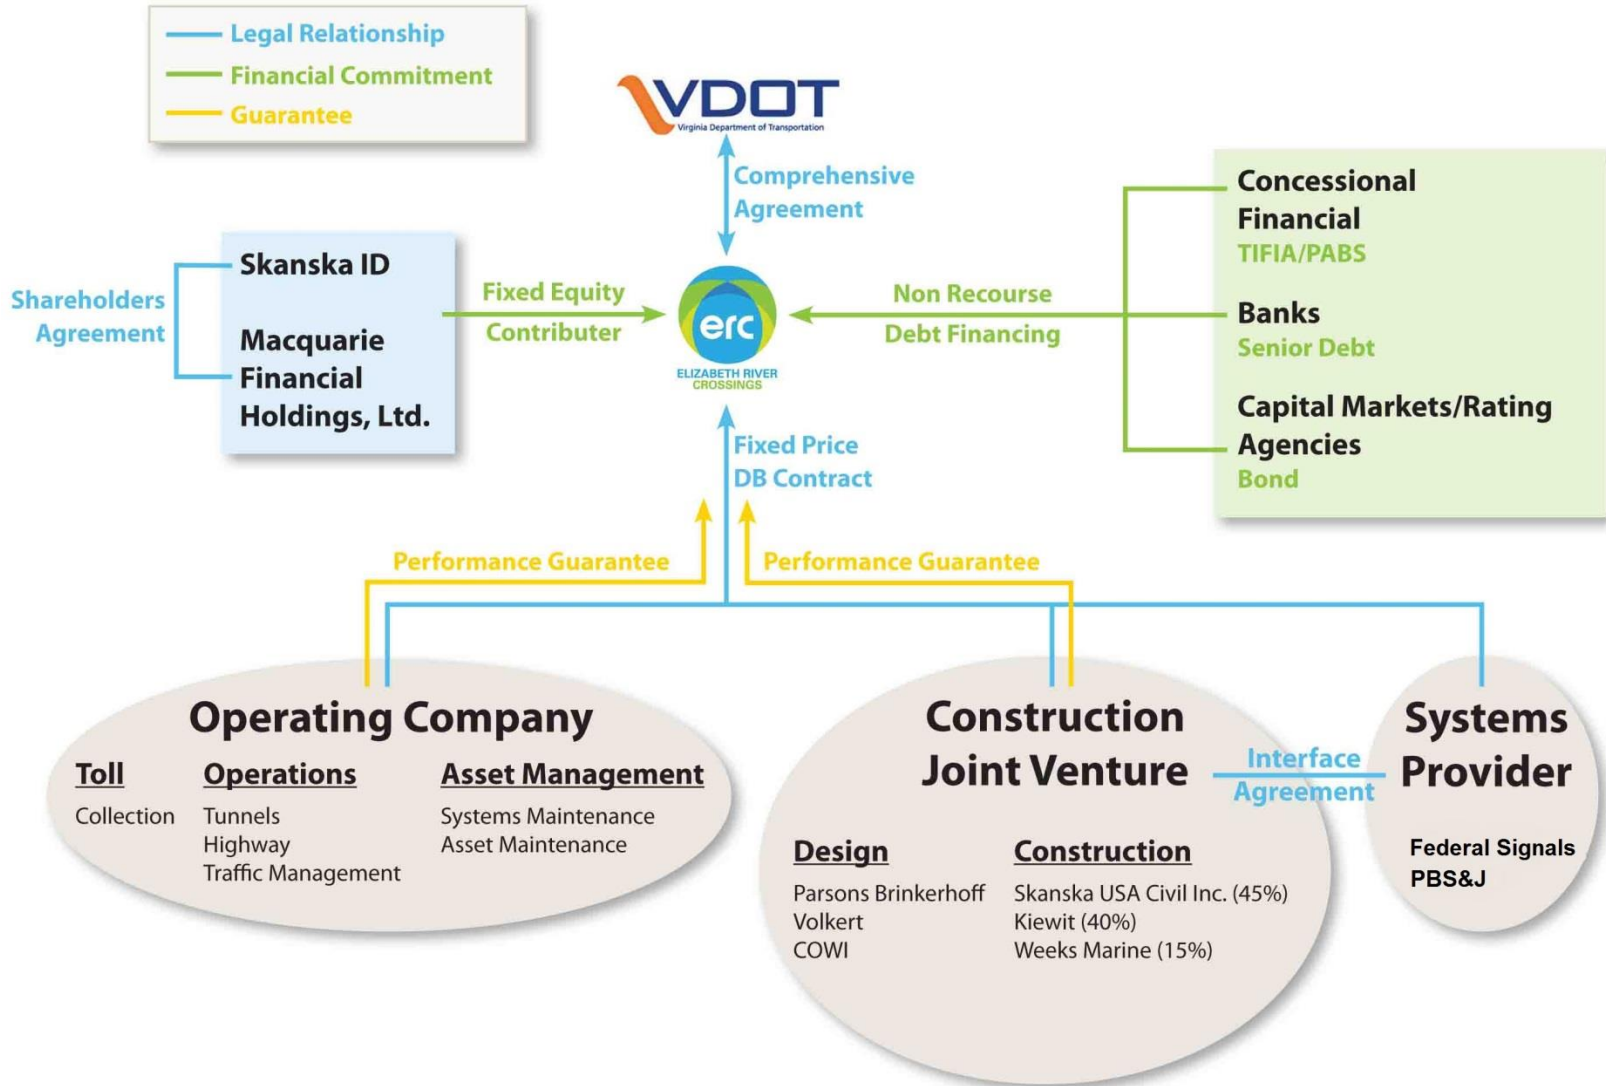 Legal Relationship
Financial Commitment
Guarantee
VDOT
Virginia Department of Transportation
Comprehensive
Agreement
Skanska ID
Macquarie
Financial
Holdings, Ltd.
Shareholders
Agreement
Fixed Equity
Contributer
erc
ELIZABETH RIVER
CROSSINGS
Non Recourse
Debt Financing
Concessional
Financial
TIFIA/PABS
Banks
Senior Debt
Capital Markets/Rating
Agencies
Bond
Fixed Price
DB Contract
Performance Guarantee
Performance Guarantee
Operating Company
Toll
Collection
Operations
Tunnels
Highway
Traffic Management
Asset Management
Systems Maintenance
Asset Maintenance
Construction
Joint Venture
Design
Parsons Brinkerhoff
Volkert
COWI
Construction
Skanska USA Civil Inc. (45%)
Kiewit (40%)
Weeks Marine (15%)
Interface
Agreement
Systems
Provider
Federal Signals
PBS&J